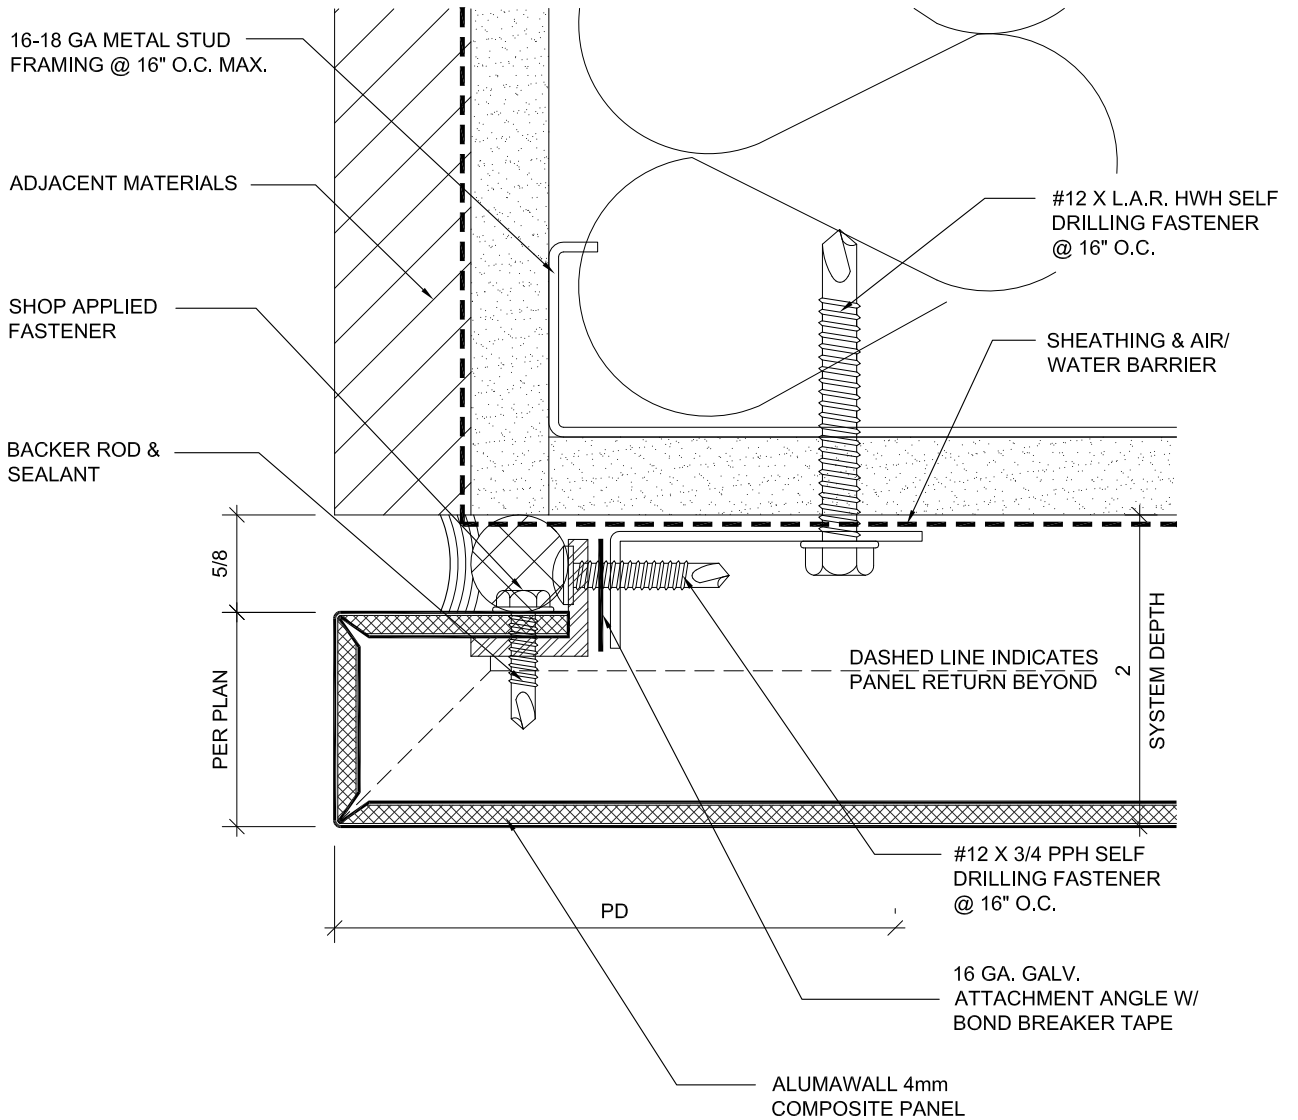 16-18 GA METAL STUD
FRAMING @ 16" O.C. MAX.
ADJACENT MATERIALS
SHOP APPLIED
FASTENER
BACKER ROD &
SEALANT
#12 X L.A.R. HWH SELF
DRILLING FASTENER
@ 16" O.C.
SHEATHING & AIR/
WATER BARRIER
5/8
PER PLAN
DASHED LINE INDICATES
PANEL RETURN BEYOND
2
SYSTEM DEPTH
PD
#12 X 3/4 PPH SELF
DRILLING FASTENER
@ 16" O.C.
16 GA. GALV.
ATTACHMENT ANGLE W/
BOND BREAKER TAPE
ALUMAWALL 4mm
COMPOSITE PANEL